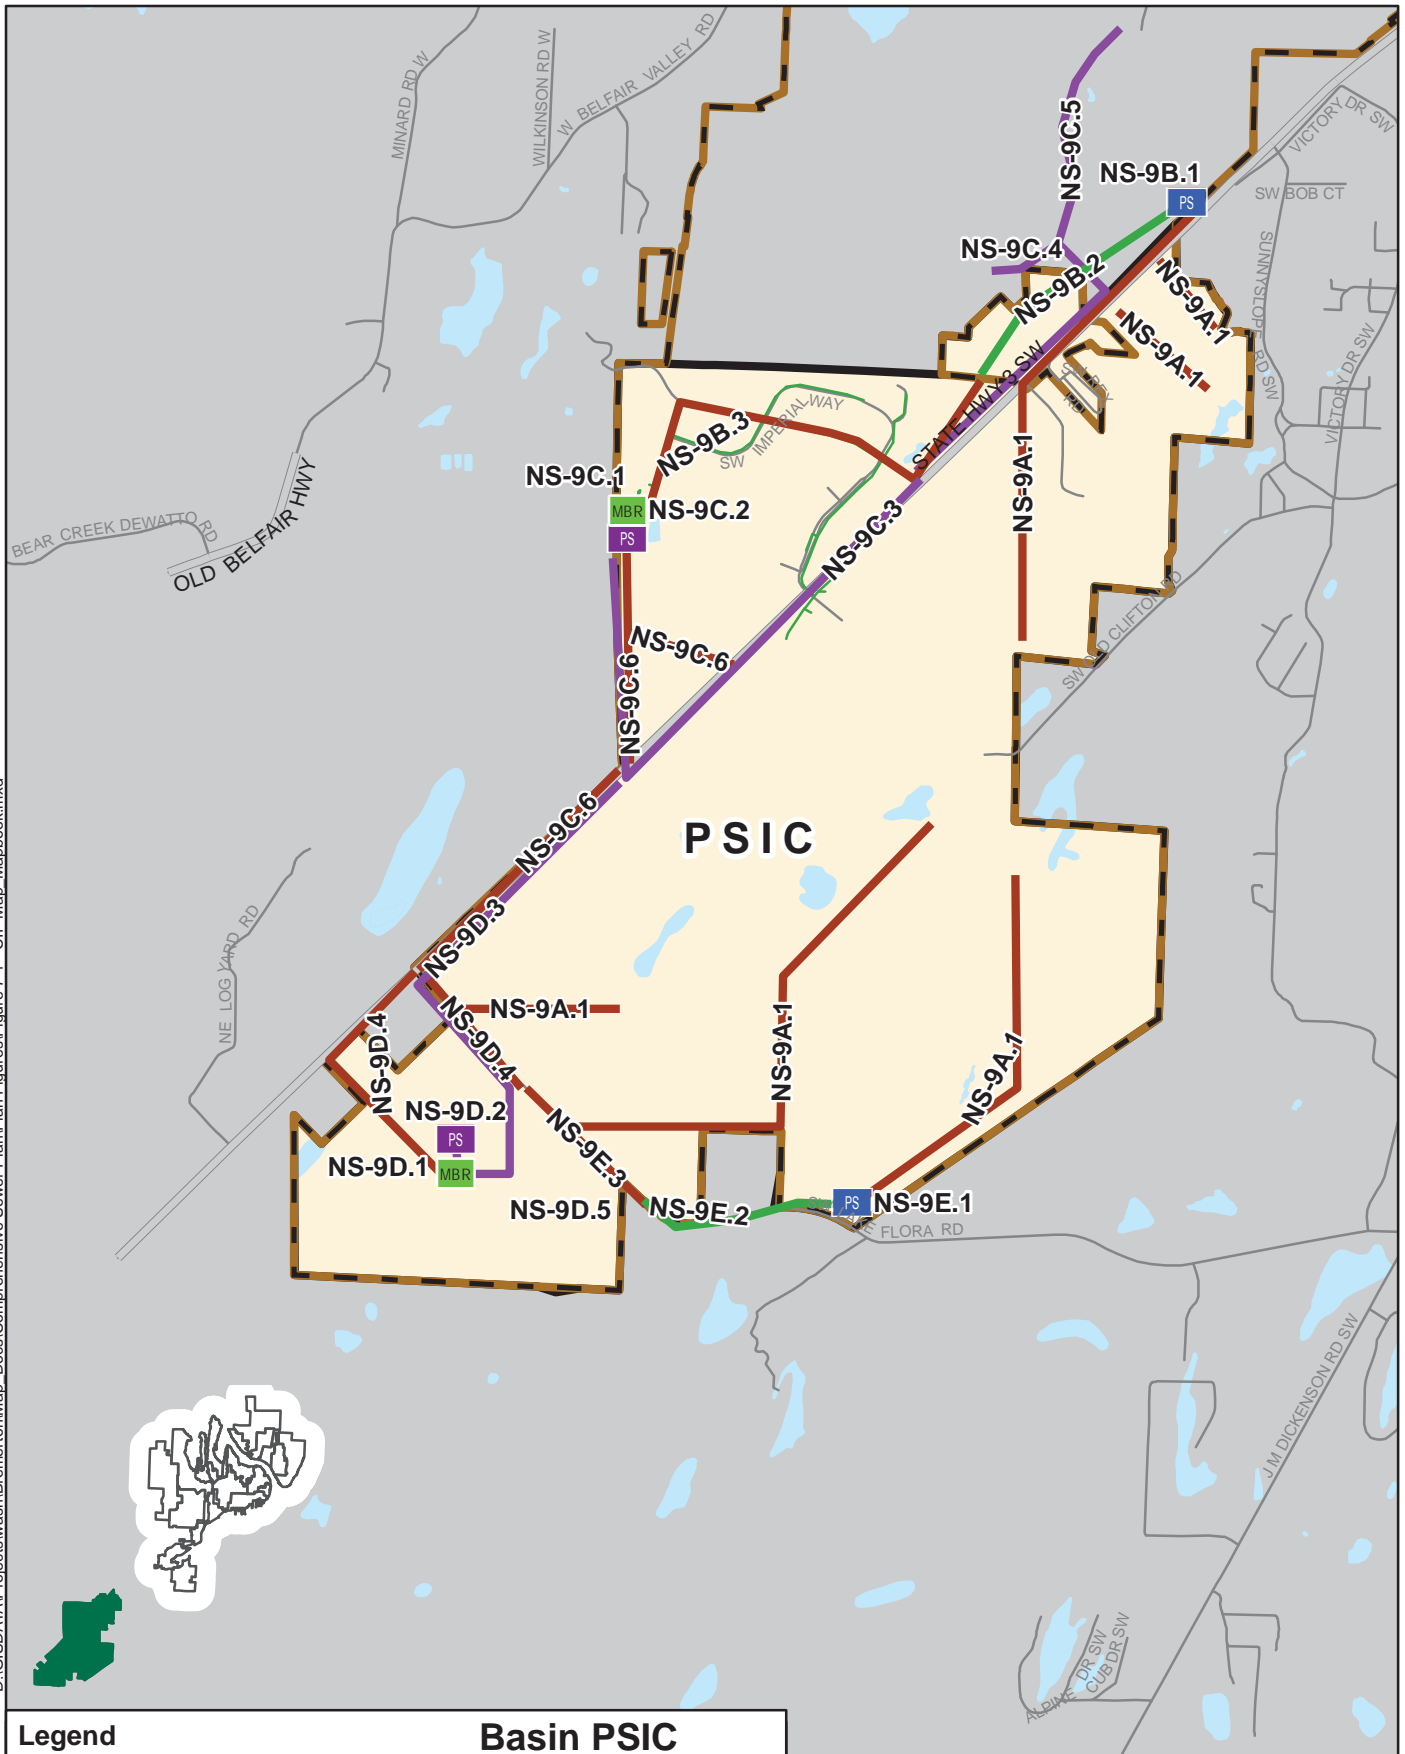 MINARD RD W
WILKINSON RD W
W BELFAIR VALLEY RD
NS-9C.5
VICTORY DR SW
NS-9B.1
PS
SW BOB CT
NS-9C.4
NS-9B.2
SUNNYSLOPE RD SW
NS-9A.1
NS-9A.1
VICTORY DR SW
STATE HWY 3 SW
RD
SW IMPERIAL WAY
NS-9B.3
NS-9C.1
MBR
NS-9C.2
PS
NS-9A.1
NS-9C.3
BEAR CREEK DEWATTO RD
OLD BELFAIR HWY
SW OLD CLIFTON RD
NS-9C.6
NS-9C.6
NS-9C.6
PSIC
NS-9D.3
NE LOG YARD RD
NS-9A.1
NS-9D.4
NS-9D.4
NS-9A.1
NS-9A.1
NS-9D.2
PS
NS-9E.3
NS-9D.1
MBR
NS-9D.5
NS-9E.2
PS
NS-9E.1
LAKE FLORA RD
J M DICKENSON RD SW
ALPINE DR SW
CUB DR SW
Legend
Basin PSIC